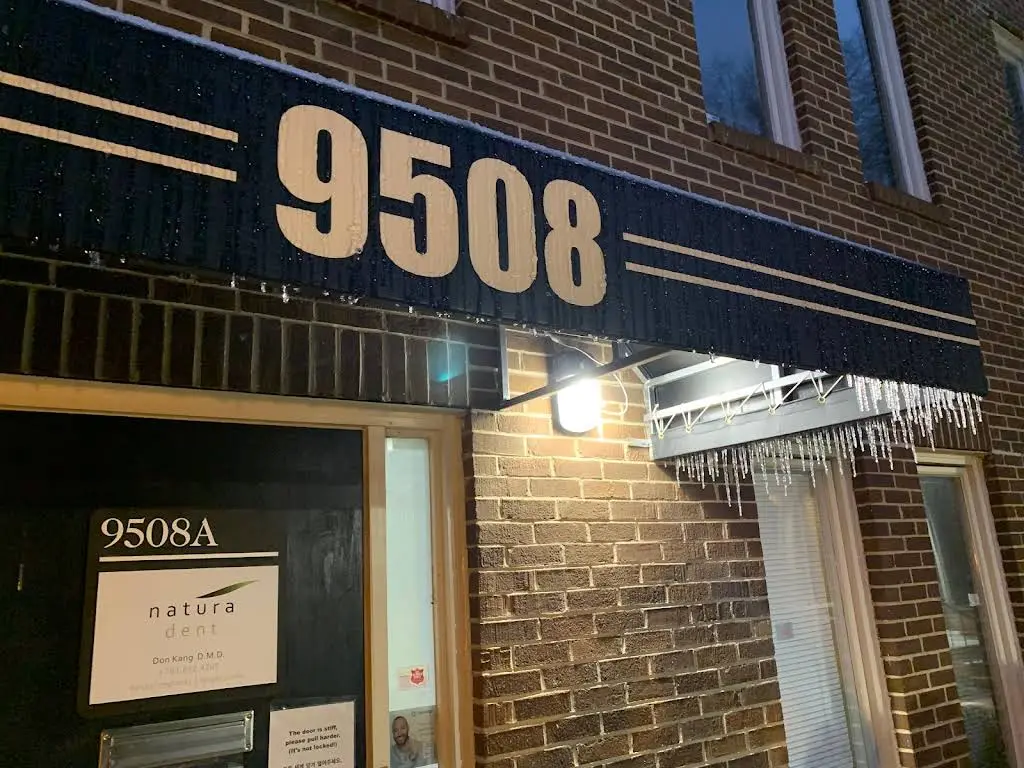 9508
9508A
natura
dent
Don Kang D.M.D.
The door is stiff,
please pull harder.
(It's not locked!)